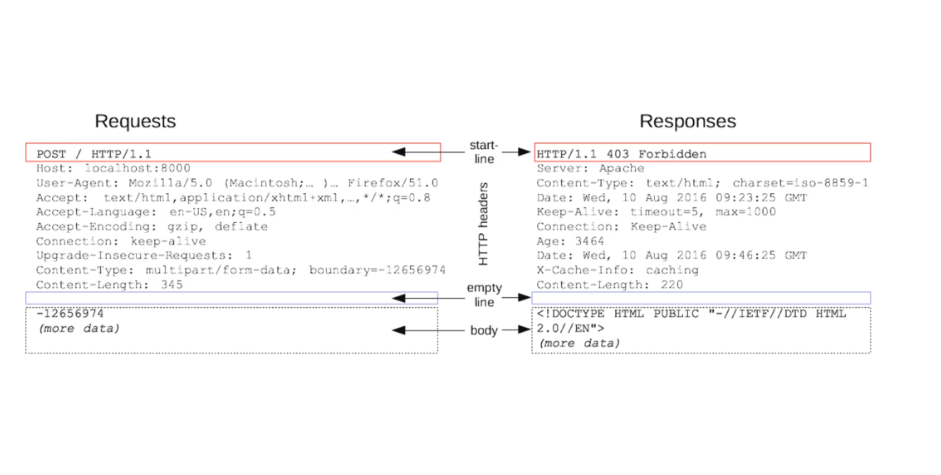 Requests
POST / HTTP/1.1
Host: localhost:8000
User-Agent: Mozilla/5.0 (Macintosh;… )… Firefox/51.0
Accept: text/html,application/xhtml+xml,…,*/*;q=0.8
Accept-Language: en-US,en;q=0.5
Accept-Encoding: gzip, deflate
Connection: keep-alive
Upgrade-Insecure-Requests: 1
Content-Type: multipart/form-data; boundary=-12656974
Content-Length: 345
-12656974
(more data)
start-
line
HTTP headers
empty
line
body
Responses
HTTP/1.1 403 Forbidden
Server: Apache
Content-Type: text/html; charset=iso-8859-1
Date: Wed, 10 Aug 2016 09:23:25 GMT
Keep-Alive: timeout=5, max=1000
Connection: Keep-Alive
Age: 3464
Date: Wed, 10 Aug 2016 09:46:25 GMT
X-Cache-Info: caching
Content-Length: 220
<!DOCTYPE HTML PUBLIC "-//IETF//DTD HTML
2.0//EN">
(more data)